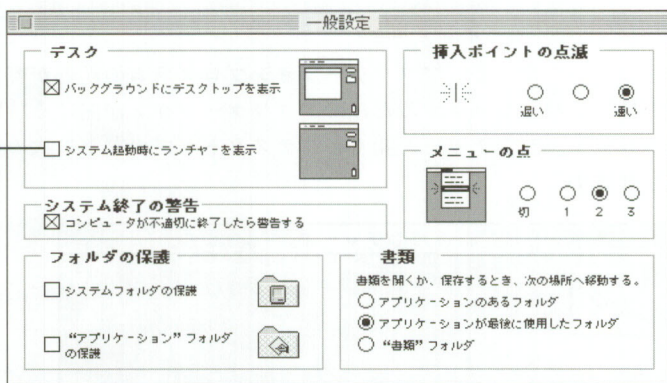 一般設定
デスク
バックグラウンドにデスクトップを表示
システム起動時にランチャーを表示
システム終了の警告
コンピュータが不適切に終了したら警告する
フォルダの保護
システムフォルダの保護
“アプリケーション”フォルダ
の保護
挿入ポイントの点滅
遅い
速い
メニューの点
切 1 2 3
書類
書類を開くか、保存するとき、次の場所へ移動する。
アプリケーションのあるフォルダ
アプリケーションが最後に使用したフォルダ
“書類”フォルダ